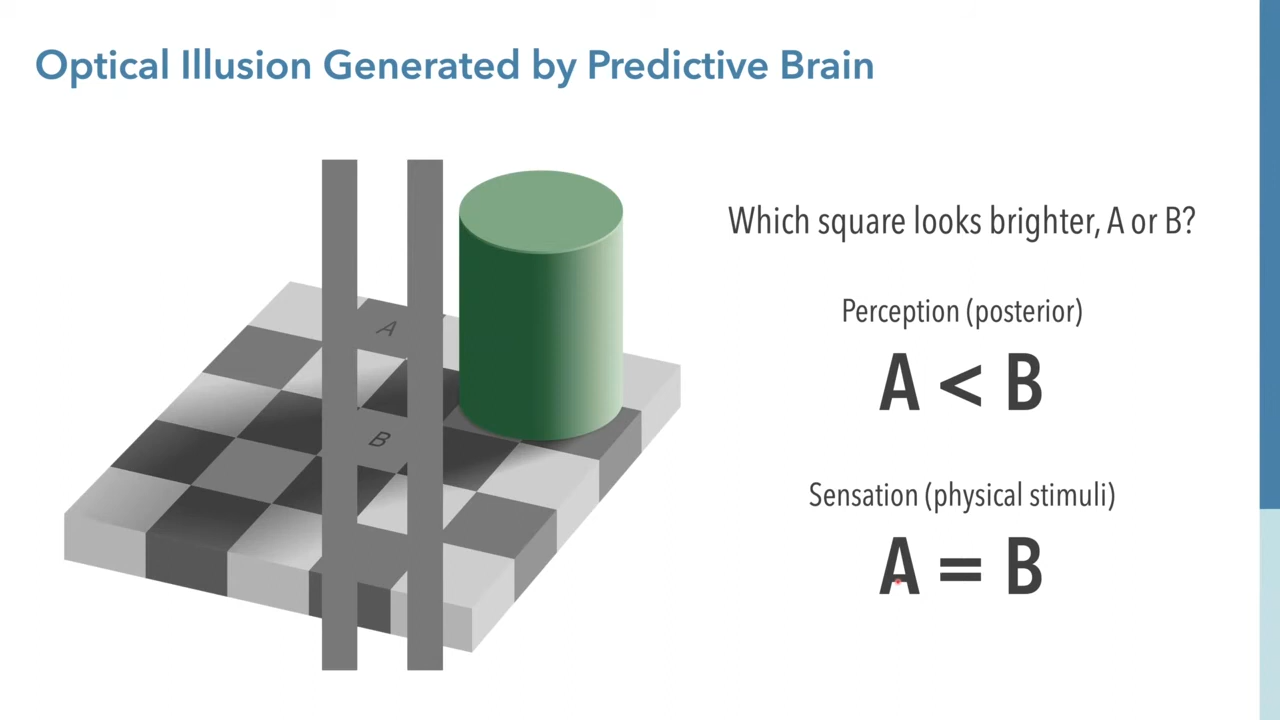 Optical Illusion Generated by Predictive Brain
A
B
Which square looks brighter, A or B?
Perception (posterior)
A < B
Sensation (physical stimuli)
A = B